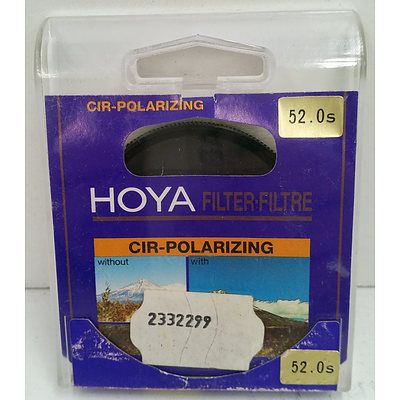 CIR-POLARIZING
52.0s
HOYA FILTER·FILTRE
CIR-POLARIZING
without with
2332299
52.0s